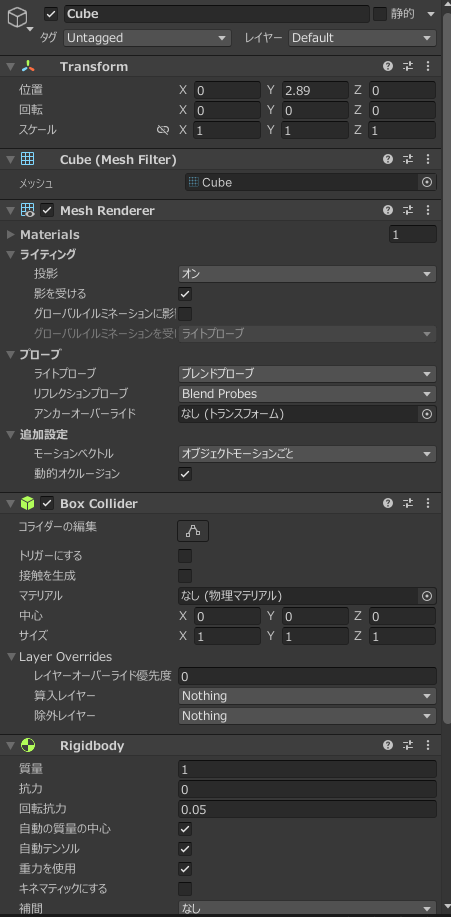 Cube 静的
タグ Untagged レイヤー Default
Transform
位置 X 0 Y 2.89 Z 0
回転 X 0 Y 0 Z 0
スケール X 1 Y 1 Z 1
Cube (Mesh Filter)
メッシュ Cube
Mesh Renderer
Materials 1
ライティング
投影 オン
影を受ける
グローバルイルミネーションに影
グローバルイルミネーションを受け ライトプローブ
プローブ
ライトプローブ ブレンドプローブ
リフレクションプローブ Blend Probes
アンカーオーバーライド なし (トランスフォーム)
追加設定
モーションベクトル オブジェクトモーションごと
動的オクルージョン
Box Collider
コライダーの編集
トリガーにする
接触を生成
マテリアル なし (物理マテリアル)
中心 X 0 Y 0 Z 0
サイズ X 1 Y 1 Z 1
Layer Overrides
レイヤーオーバーライド優先度 0
算入レイヤー Nothing
除外レイヤー Nothing
Rigidbody
質量 1
抗力 0
回転抗力 0.05
自動の質量の中心
自動テンソル
重力を使用
キネマティックにする
補間 なし